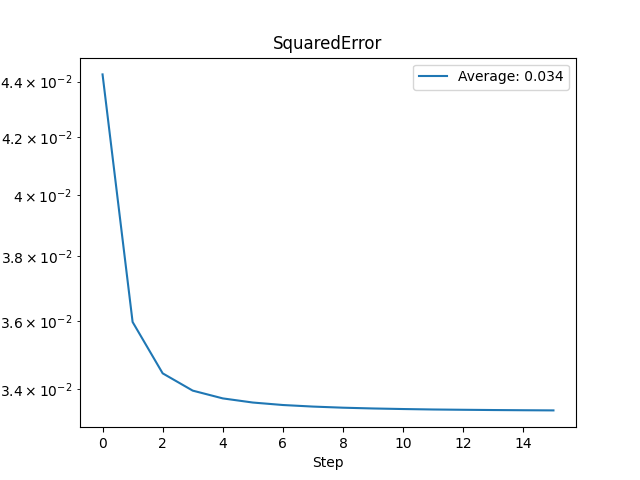 SquaredError
Average: 0.034
4.4 × 10⁻²
4.2 × 10⁻²
4 × 10⁻²
3.8 × 10⁻²
3.6 × 10⁻²
3.4 × 10⁻²
0 2 4 6 8 10 12 14
Step